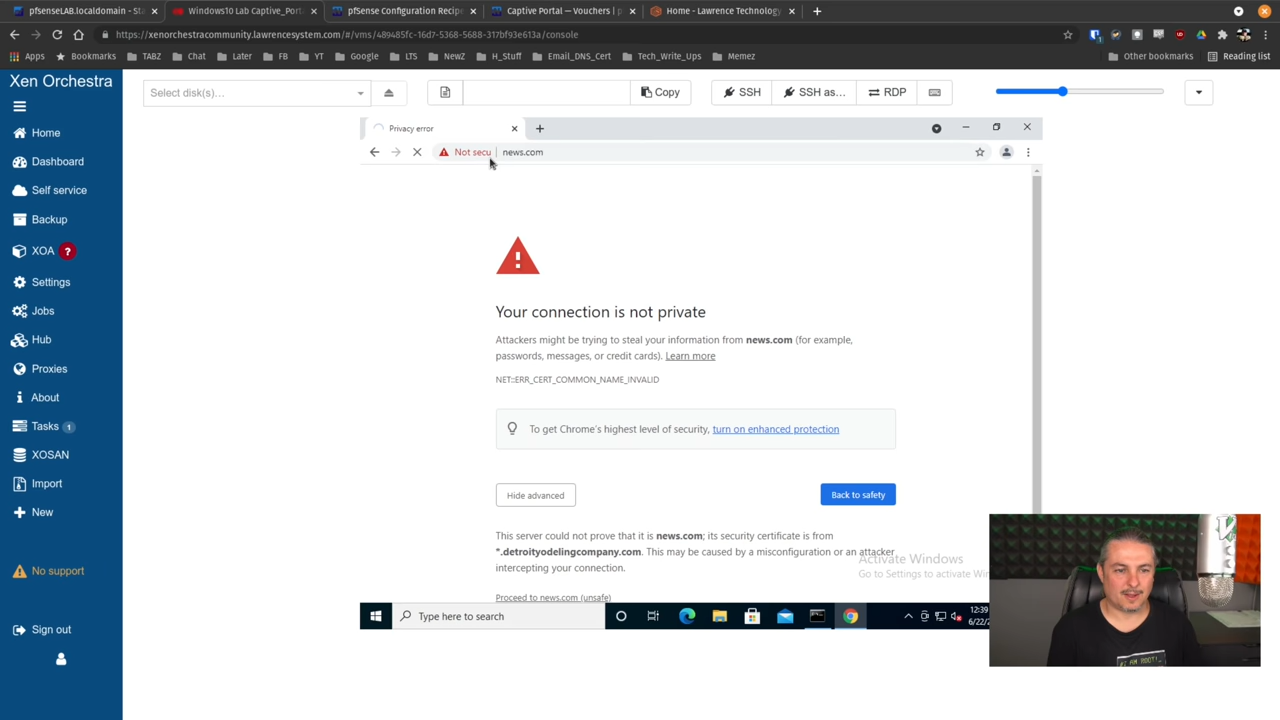 pfsenseLAB.localdomain - Sta
Windows10 Lab Captive_Port
pfSense Configuration Recipe
Captive Portal — Vouchers | p
Home - Lawrence Technology
https://xenorchestracommunity.lawrencesystem.com/#/vms/489485fc-16d7-5368-5688-317bf93e613a/console
Apps
Bookmarks
TABZ
Chat
Later
FB
YT
Google
LTS
NewZ
H_Stuff
Email_DNS_Cert
Tech_Write_Ups
Memez
Other bookmarks
Reading list
Xen Orchestra
Home
Dashboard
Self service
Backup
XOA ?
Settings
Jobs
Hub
Proxies
About
Tasks 1
XOSAN
Import
New
No support
Sign out
Select disk(s)…
Copy
SSH
SSH as…
RDP
Privacy error
Not secu
news.com
Your connection is not private
Attackers might be trying to steal your information from news.com (for example,
passwords, messages, or credit cards). Learn more
NET::ERR_CERT_COMMON_NAME_INVALID
To get Chrome's highest level of security, turn on enhanced protection
Hide advanced
Back to safety
This server could not prove that it is news.com; its security certificate is from
*.detroityodelingcompany.com. This may be caused by a misconfiguration or an attacker
intercepting your connection.
Proceed to news.com (unsafe)
Activate Windows
Go to Settings to activate Win
Type here to search
12:39
6/22/2
I AM ROOT!